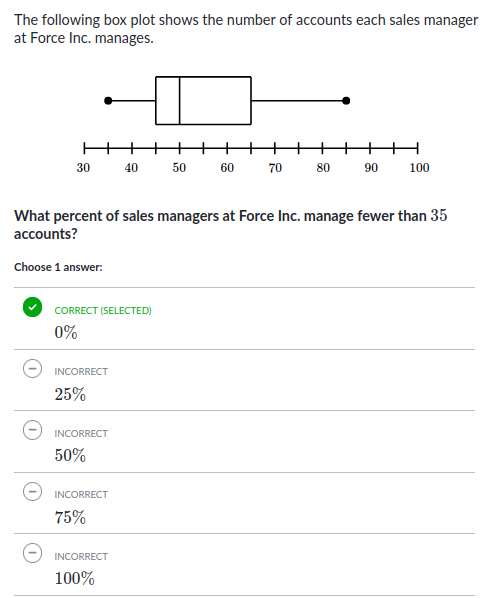 The following box plot shows the number of accounts each sales manager
at Force Inc. manages.
30 40 50 60 70 80 90 100
What percent of sales managers at Force Inc. manage fewer than 35
accounts?
Choose 1 answer:
CORRECT (SELECTED)
0%
INCORRECT
25%
INCORRECT
50%
INCORRECT
75%
INCORRECT
100%